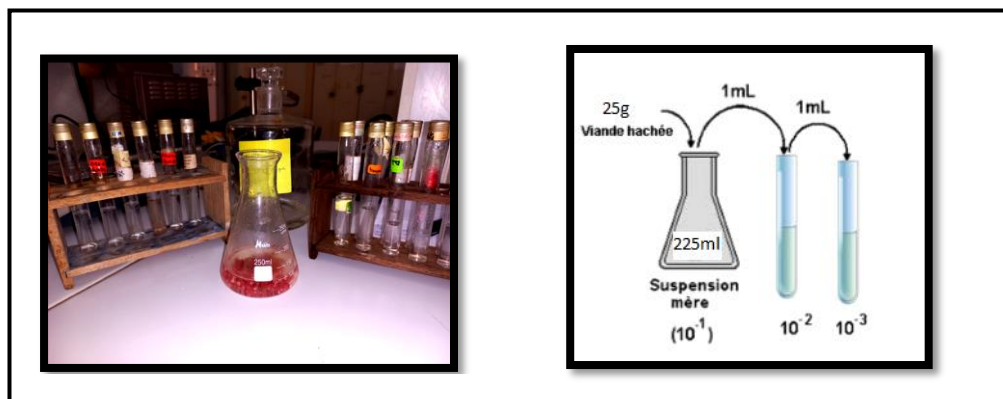 250ml
1mL
1mL
25g
Viande hachée
225ml
Suspension
mère
(10⁻¹)
10⁻²
10⁻³